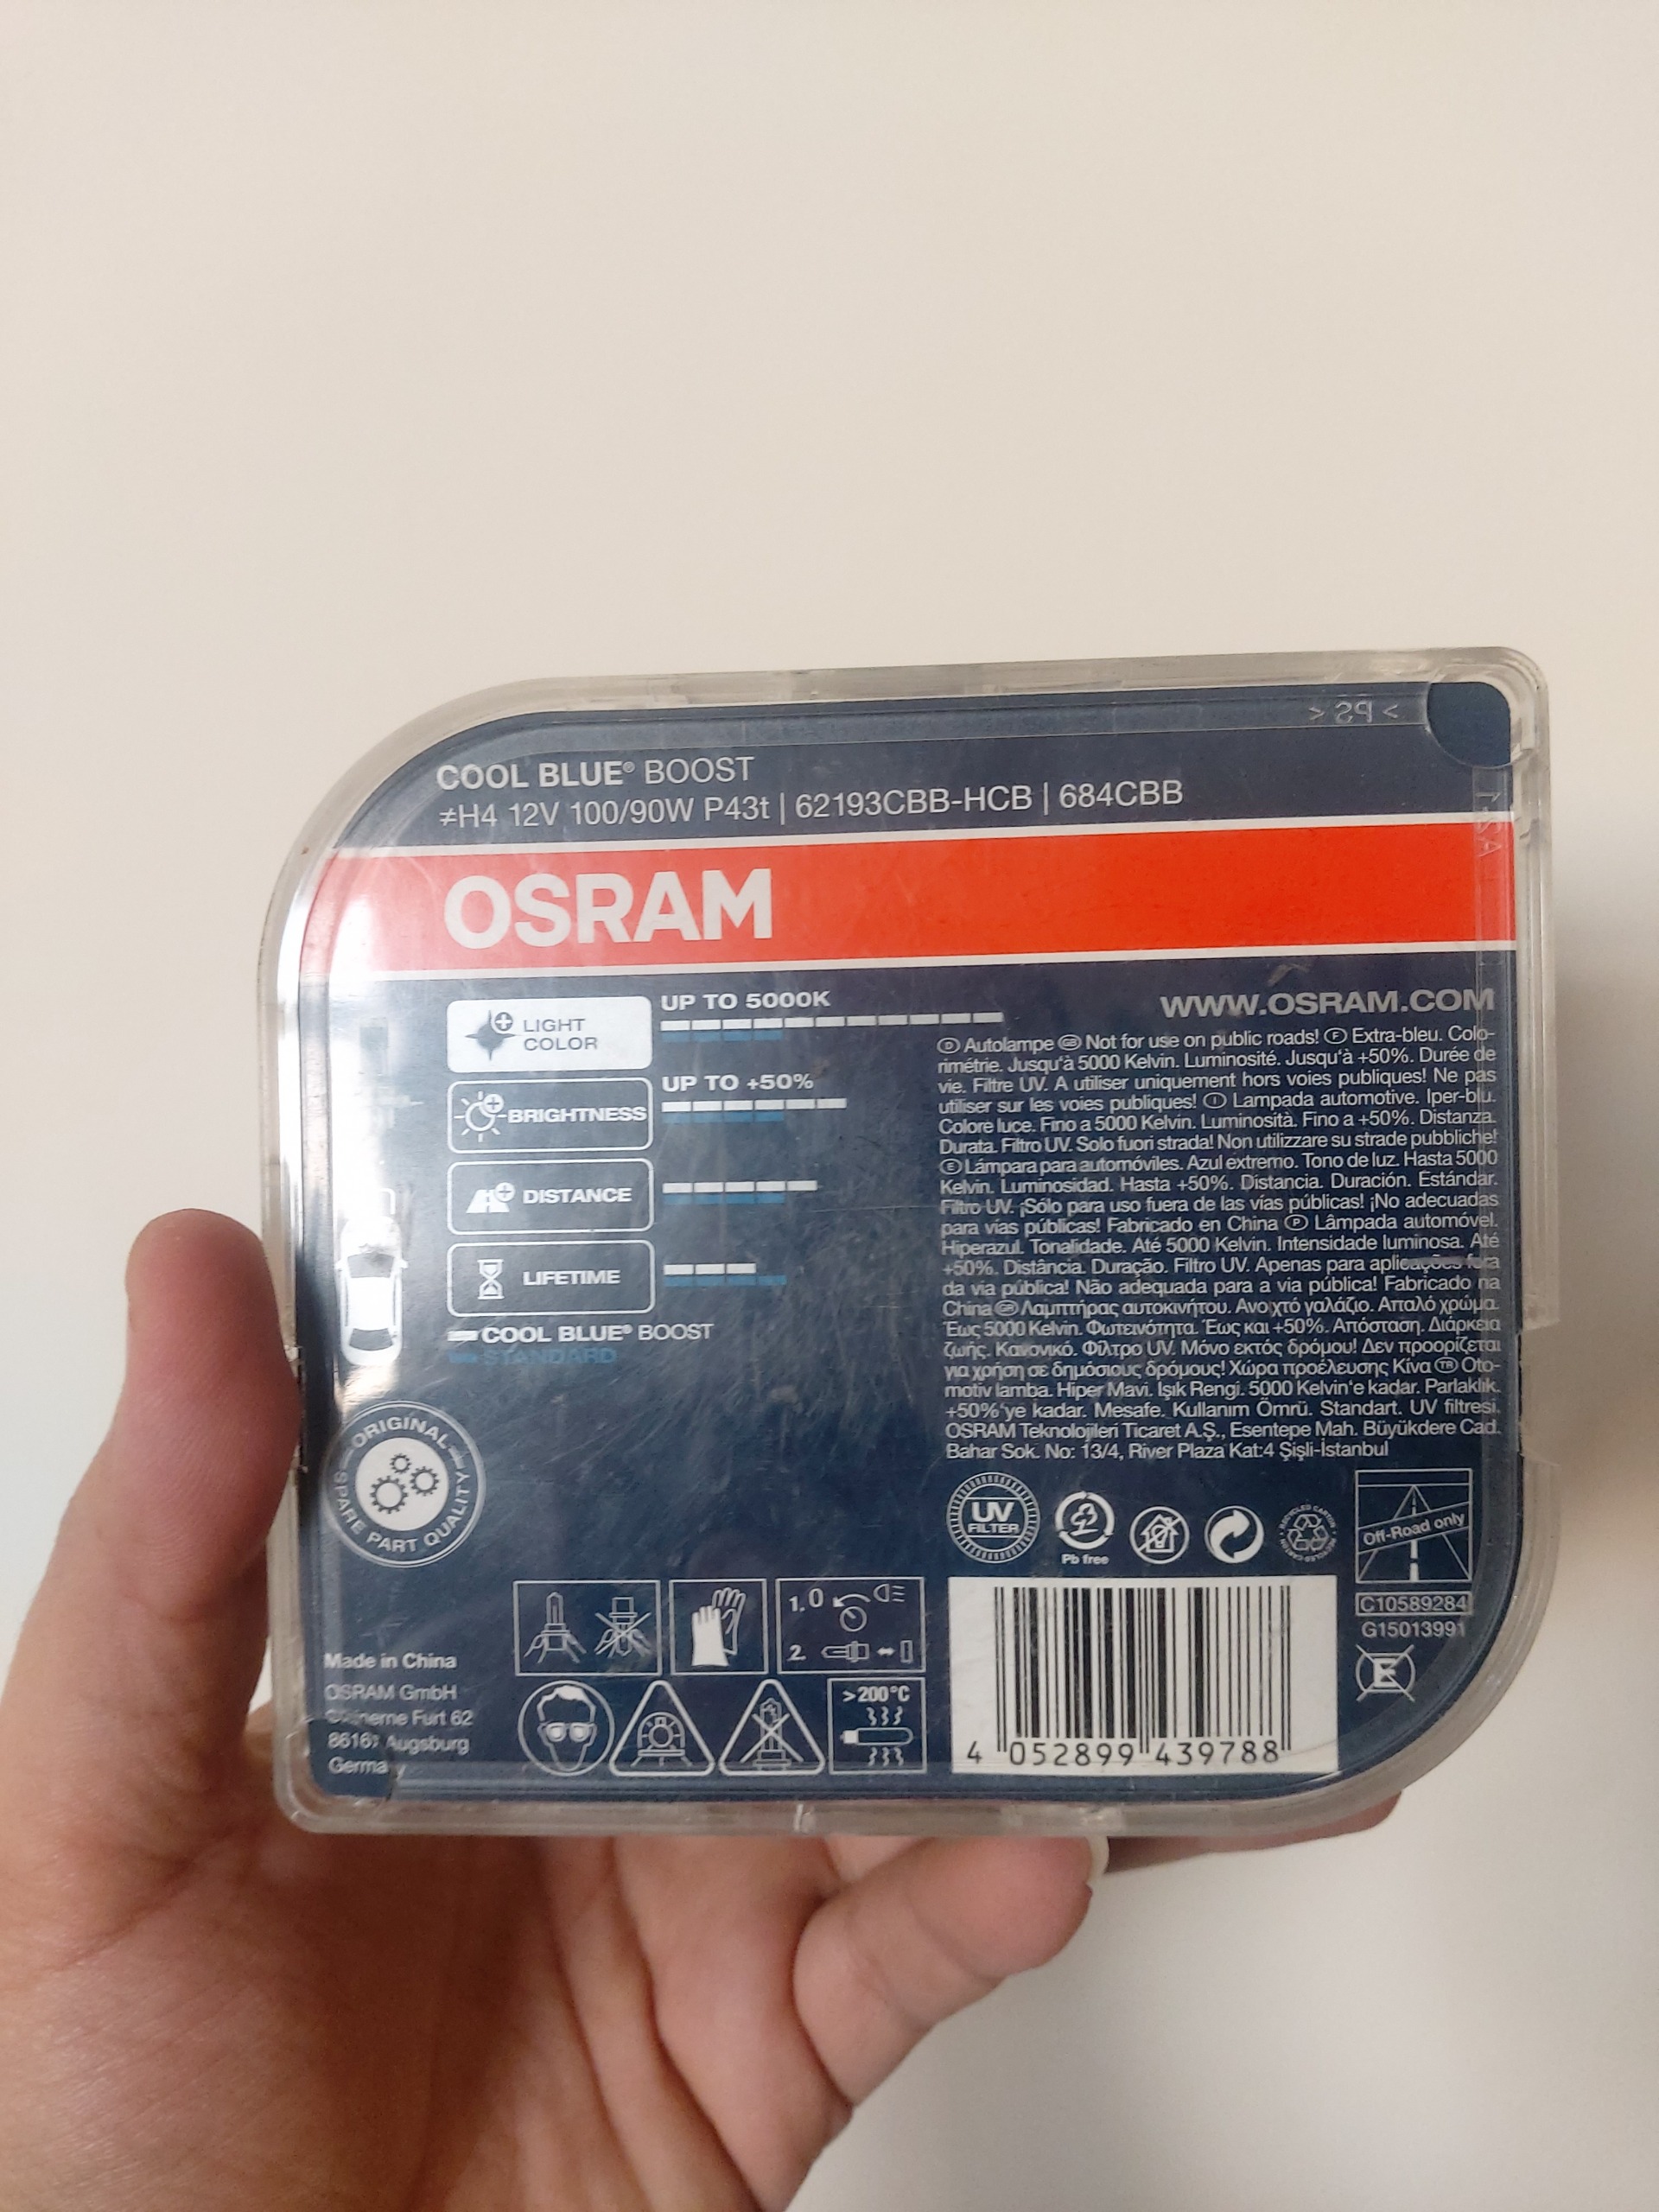 > PS <
COOL BLUE® BOOST
≠H4 12V 100/90W P43t | 62193CBB-HCB | 684CBB
OSRAM
LIGHT
COLOR
UP TO 5000K
BRIGHTNESS
UP TO +50%
DISTANCE
LIFETIME
COOL BLUE® BOOST
STANDARD
WWW.OSRAM.COM
Ⓓ Autolampe (GB) Not for use on public roads! Ⓕ Extra-bleu. Colo-
rimétrie. Jusqu'à 5000 Kelvin. Luminosité. Jusqu'à +50%. Durée de
vie. Filtre UV. A utiliser uniquement hors voies publiques! Ne pas
utiliser sur les voies publiques! Ⓘ Lampada automotive. Iper-blu.
Colore luce. Fino a 5000 Kelvin. Luminosità. Fino a +50%. Distanza.
Durata. Filtro UV. Solo fuori strada! Non utilizzare su strade pubbliche!
Ⓔ Lámpara para automóviles. Azul extremo. Tono de luz. Hasta 5000
Kelvin. Luminosidad. Hasta +50%. Distancia. Duración. Estándar.
Filtro UV. ¡Sólo para uso fuera de las vías públicas! ¡No adecuadas
para vías públicas! Fabricado en China Ⓟ Lâmpada automóvel.
Hiperazul. Tonalidade. Até 5000 Kelvin. Intensidade luminosa. Até
+50%. Distância. Duração. Filtro UV. Apenas para aplicações fora
da via pública! Não adequada para a via pública! Fabricado na
China (GR) Λαμπτήρας αυτοκινήτου. Ανοιχτό γαλάζιο. Απαλό χρώμα.
Έως 5000 Kelvin. Φωτεινότητα. Έως και +50%. Απόσταση. Διάρκεια
ζωής. Κανονικό. Φίλτρο UV. Μόνο εκτός δρόμου! Δεν προορίζεται
για χρήση σε δημόσιους δρόμους! Χώρα προέλευσης Κίνα (TR) Oto-
motiv lamba. Hiper Mavi. Işık Rengi. 5000 Kelvin'e kadar. Parlaklık.
+50%'ye kadar. Mesafe. Kullanım Ömrü. Standart. UV filtresi.
OSRAM Teknolojileri Ticaret A.Ş., Esentepe Mah. Büyükdere Cad.
Bahar Sok. No: 13/4, River Plaza Kat:4 Şişli-İstanbul
ORIGINAL
SPARE PART QUALITY
UV
FILTER
Pb free
RECYCLED CARTON
Off-Road only
C10589284
G15013991
E
1. 0
2.
>200°C
Made in China
OSRAM GmbH
Furt 62
Augsburg
4 052899 439788